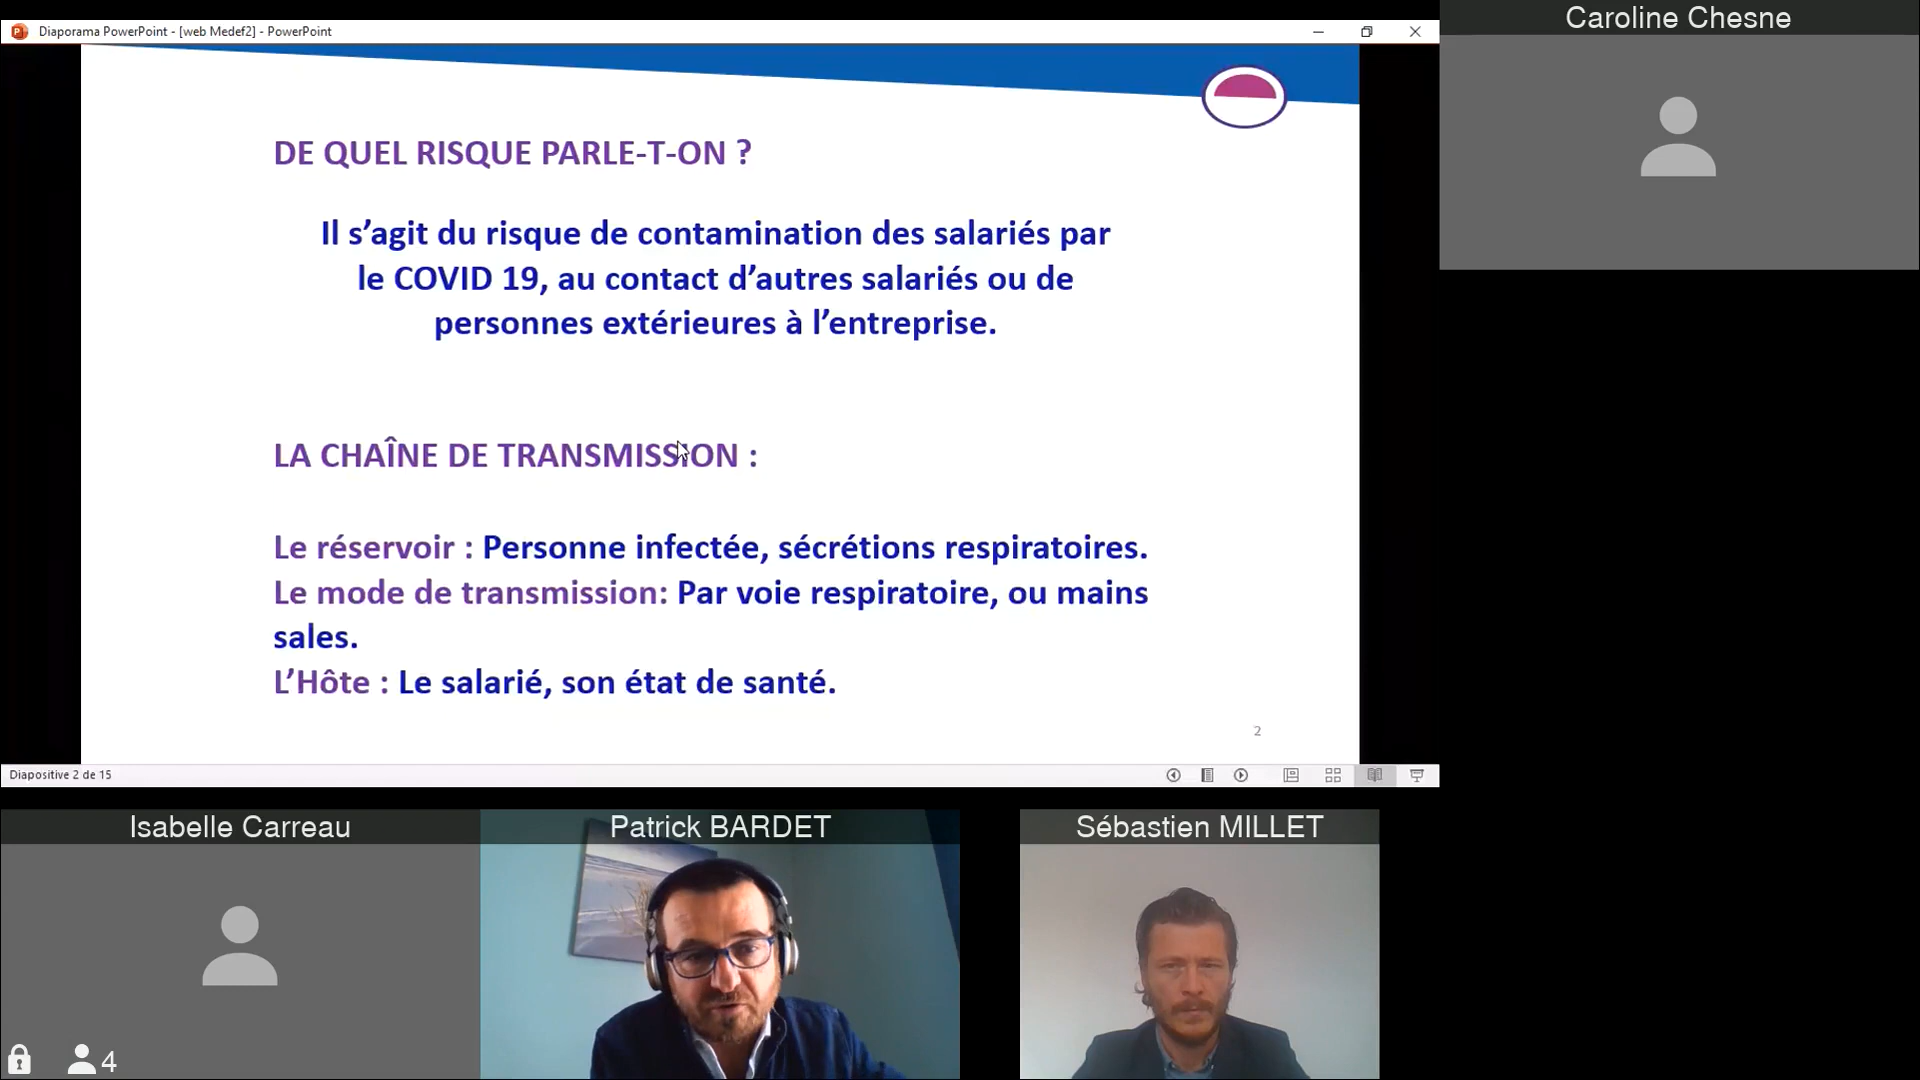 Caroline Chesne
Diaporama PowerPoint - [web Medef2] - PowerPoint
DE QUEL RISQUE PARLE-T-ON ?
Il s’agit du risque de contamination des salariés par
le COVID 19, au contact d’autres salariés ou de
personnes extérieures à l’entreprise.
LA CHAÎNE DE TRANSMISSION :
Le réservoir : Personne infectée, sécrétions respiratoires.
Le mode de transmission: Par voie respiratoire, ou mains
sales.
L’Hôte : Le salarié, son état de santé.
2
Diapositive 2 de 15
Isabelle Carreau
Patrick BARDET
Sébastien MILLET
4